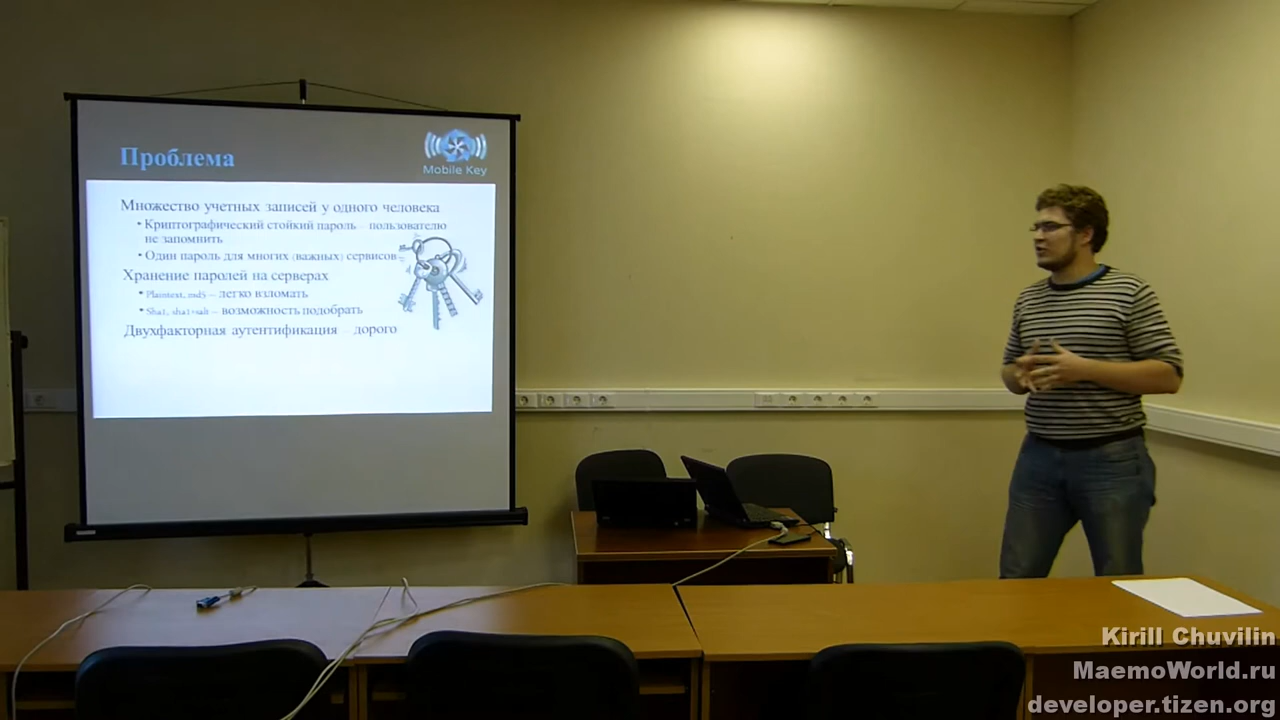 Проблема
Mobile Key
Множество учетных записей у одного человека
• Криптографический стойкий пароль – пользователю
не запомнить
• Один пароль для многих (важных) сервисов
Хранение паролей на серверах
• Plaintext, md5 – легко взломать
• Sha1, sha1+salt – возможность подобрать
Двухфакторная аутентификация – дорого
Kirill Chuvilin
MaemoWorld.ru
developer.tizen.org